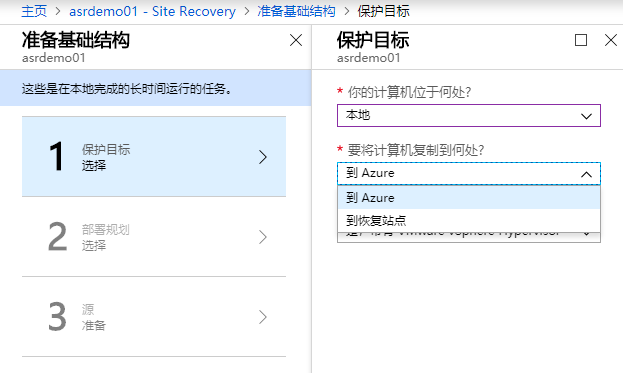 主页 > asrdemo01 - Site Recovery > 准备基础结构 > 保护目标
准备基础结构
asrdemo01
这些是在本地完成的长时间运行的任务。
1 保护目标
选择
2 部署规划
选择
3 源
准备
保护目标
asrdemo01
* 你的计算机位于何处?
本地
* 要将计算机复制到何处?
到 Azure
到 Azure
到恢复站点